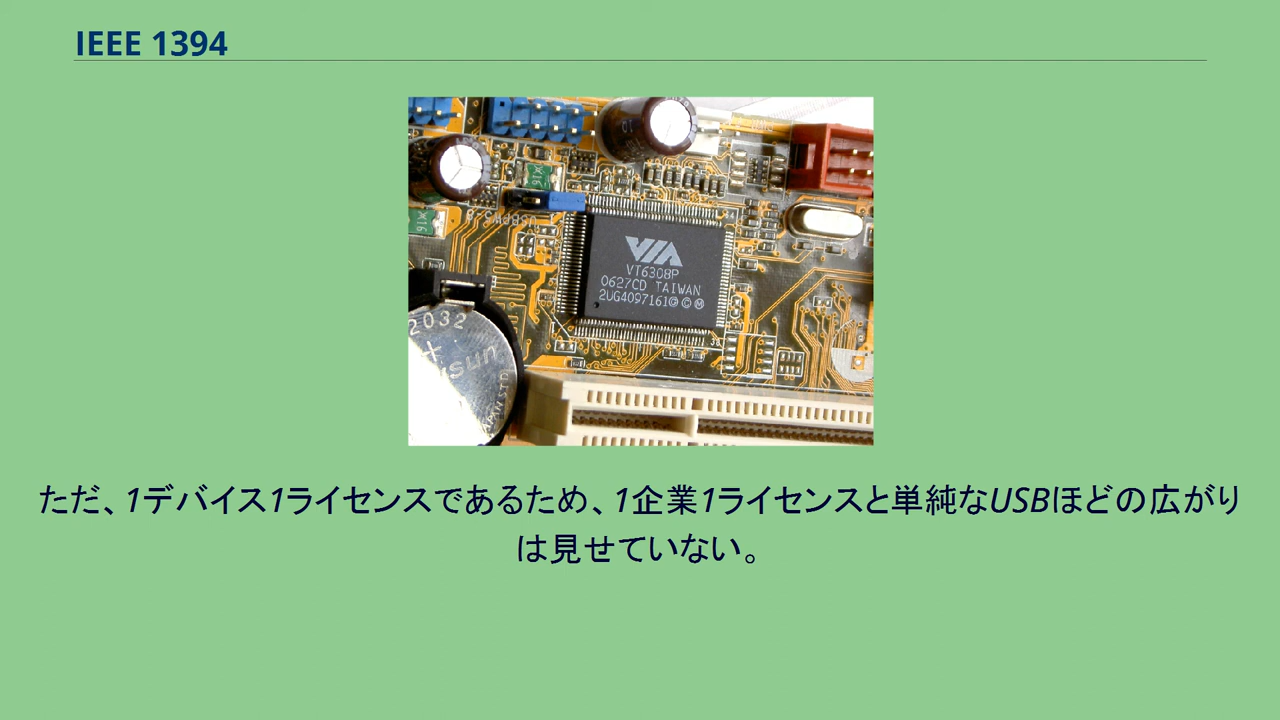 IEEE 1394
VIA
VT6308P
0627CD TAIWAN
2UG4097161
2032
ただ、1デバイス1ライセンスであるため、1企業1ライセンスと単純なUSBほどの広がり
は見せていない。